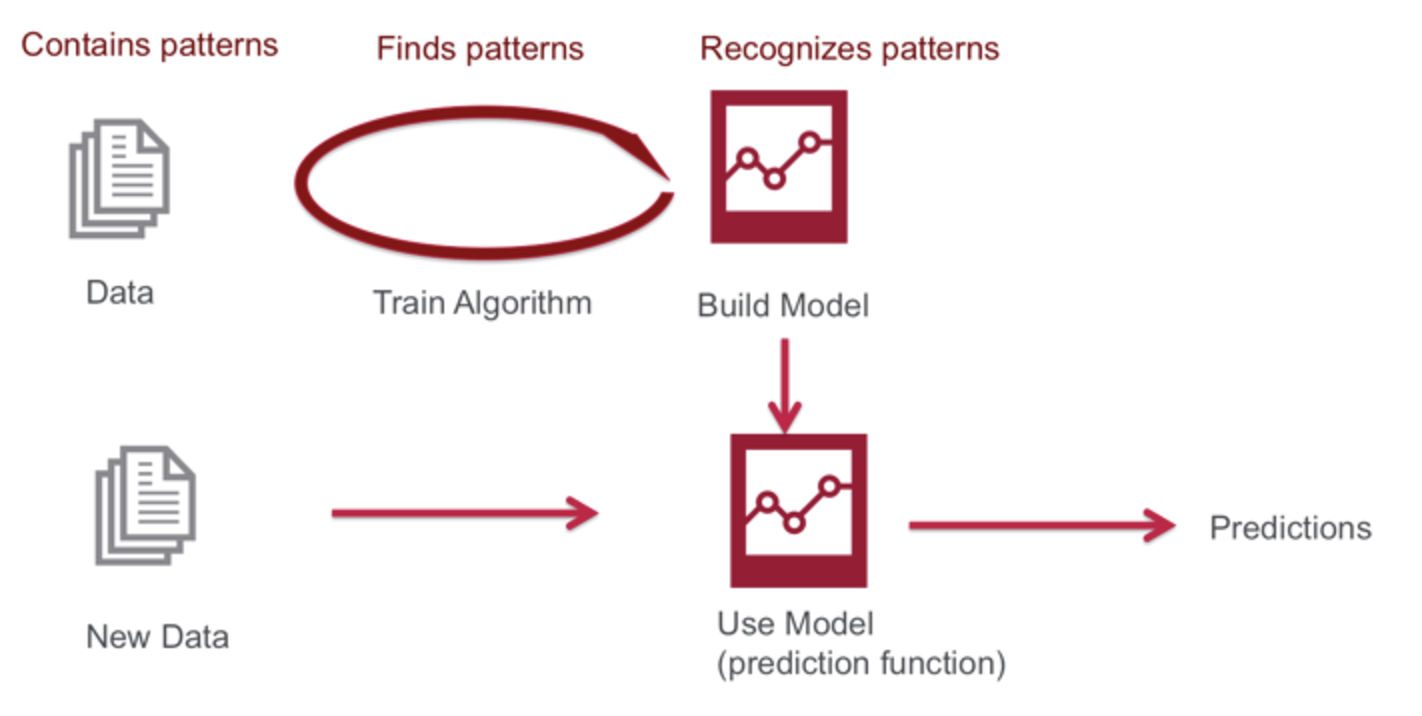 Contains patterns
Finds patterns
Recognizes patterns
Data
Train Algorithm
Build Model
New Data
Use Model
(prediction function)
Predictions